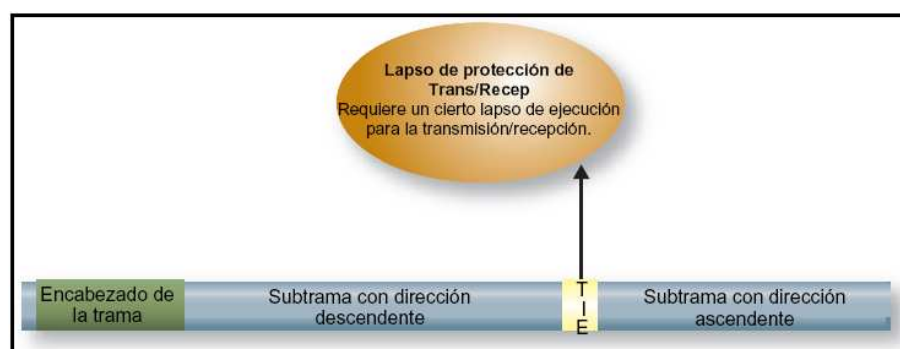 Lapso de protección de
Trans/Recep
Requiere un cierto lapso de ejecución
para la transmisión/recepción.
Encabezado de
la trama
Subtrama con dirección
descendente
T
I
E
Subtrama con dirección
ascendente